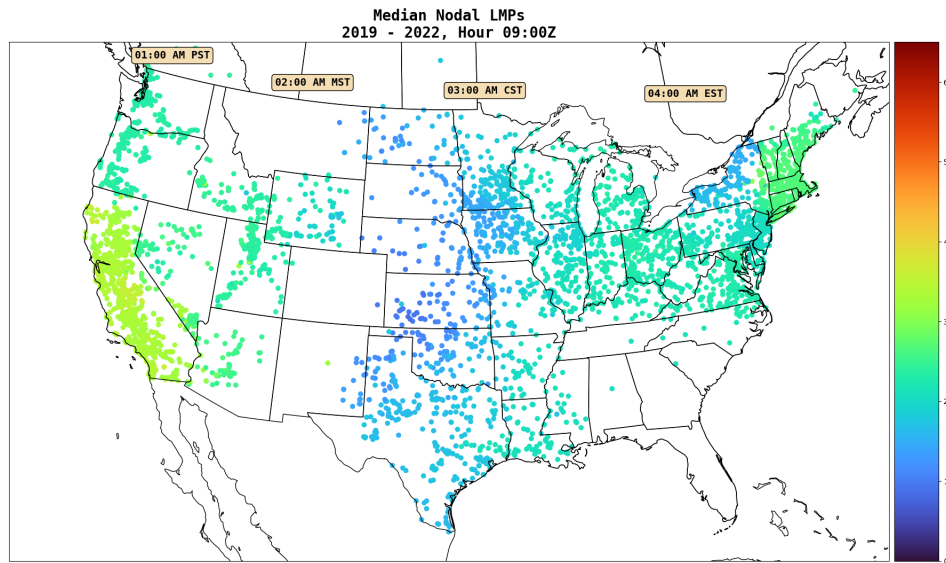 Median Nodal LMPs
2019 - 2022, Hour 09:00Z
01:00 AM PST
02:00 AM MST
03:00 AM CST
04:00 AM EST